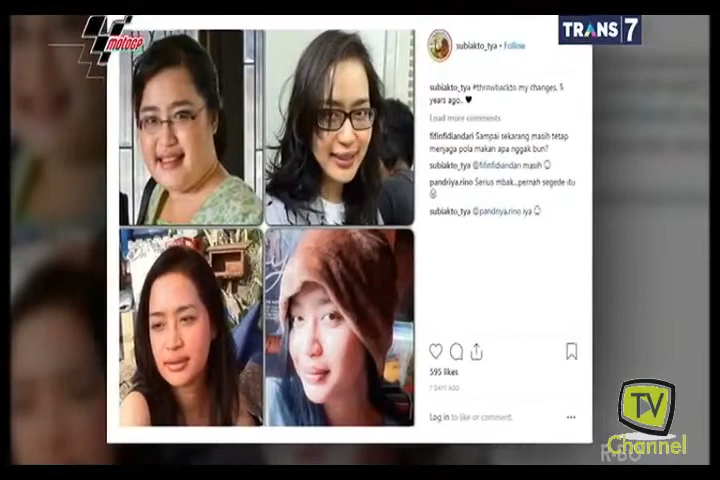 MotoGP
TRANS 7
subiakto_tya • Follow
subiakto_tya #throwbackto my changes, 5
years ago.. ♥
Load more comments
fifinfidiandari Sampai sekarang masih tetap
menjaga pola makan apa nggak bun?
subiakto_tya @fifinfidiandari masih
pandriya.rino Serius mbak...pernah segede itu
subiakto_tya @pandriya.rino iya
595 likes
7 DAYS AGO
Log in to like or comment.
TV
Channel
R-BO